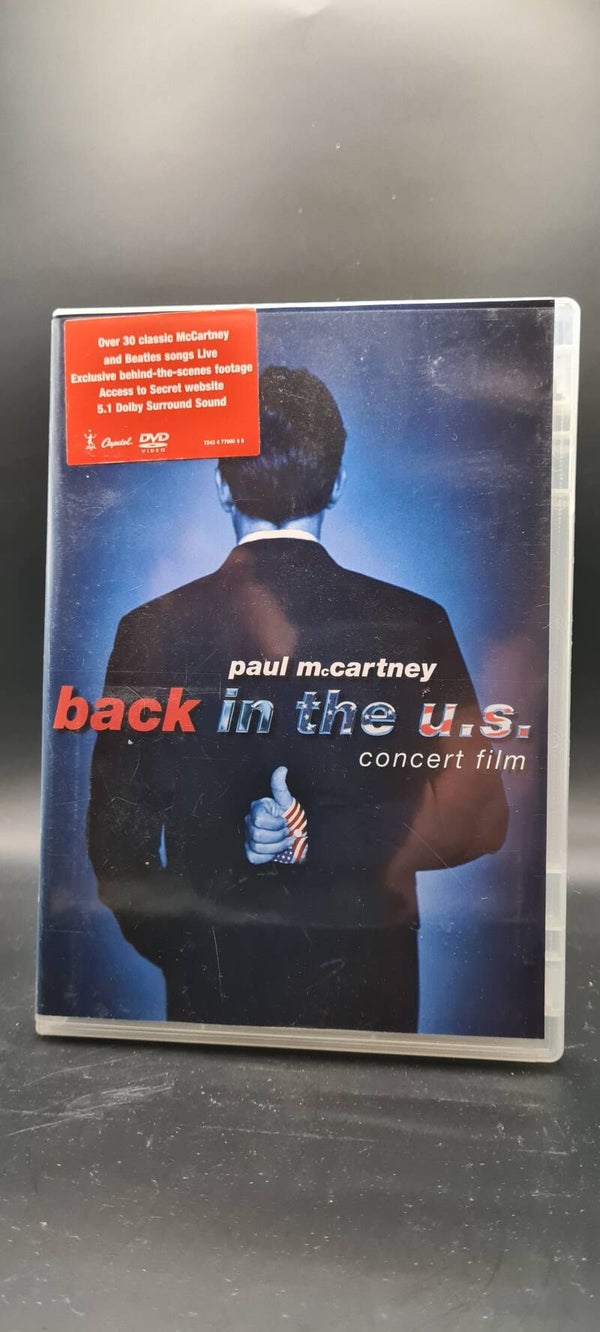 Over 30 classic McCartney
and Beatles songs Live
Exclusive behind-the-scenes footage
Access to Secret website
5.1 Dolby Surround Sound
Capitol. DVD
VIDEO
paul mccartney
back in the u.s.
concert film